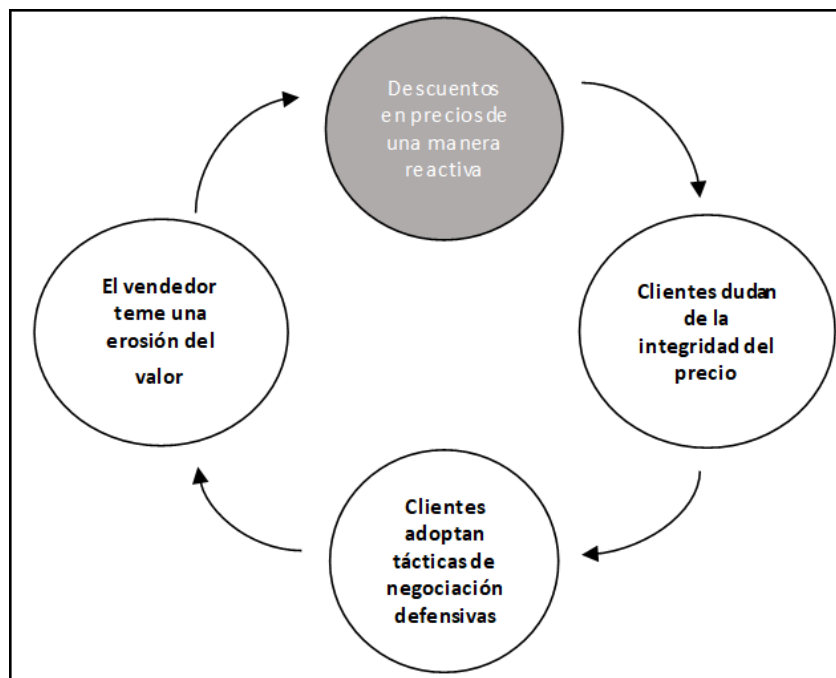 Descuentos
en precios de
una manera
reactiva
Clientes dudan
de la
integridad del
precio
Clientes
adoptan
tácticas de
negociación
defensivas
El vendedor
teme una
erosión del
valor